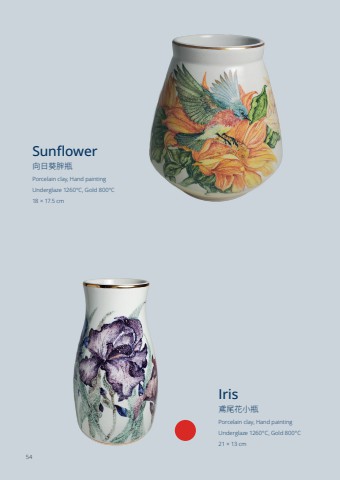 Sunflower
向日葵胖瓶
Porcelain clay, Hand painting
Underglaze 1260°C, Gold 800°C
18 × 17.5 cm
Iris
鳶尾花小瓶
Porcelain clay, Hand painting
Underglaze 1260°C, Gold 800°C
21 × 13 cm
54